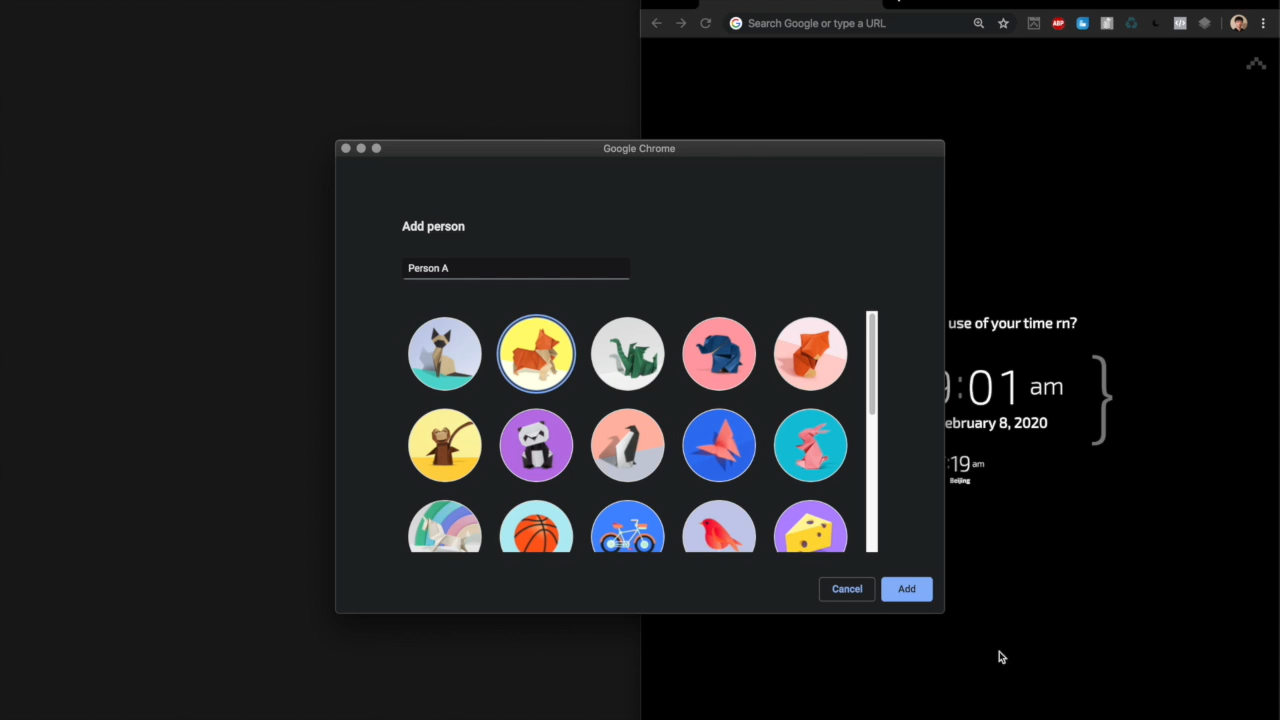 Search Google or type a URL
ABP
Google Chrome
Add person
Person A
use of your time rn?
:01 am
ebruary 8, 2020
:19 am
Beijing
Cancel
Add